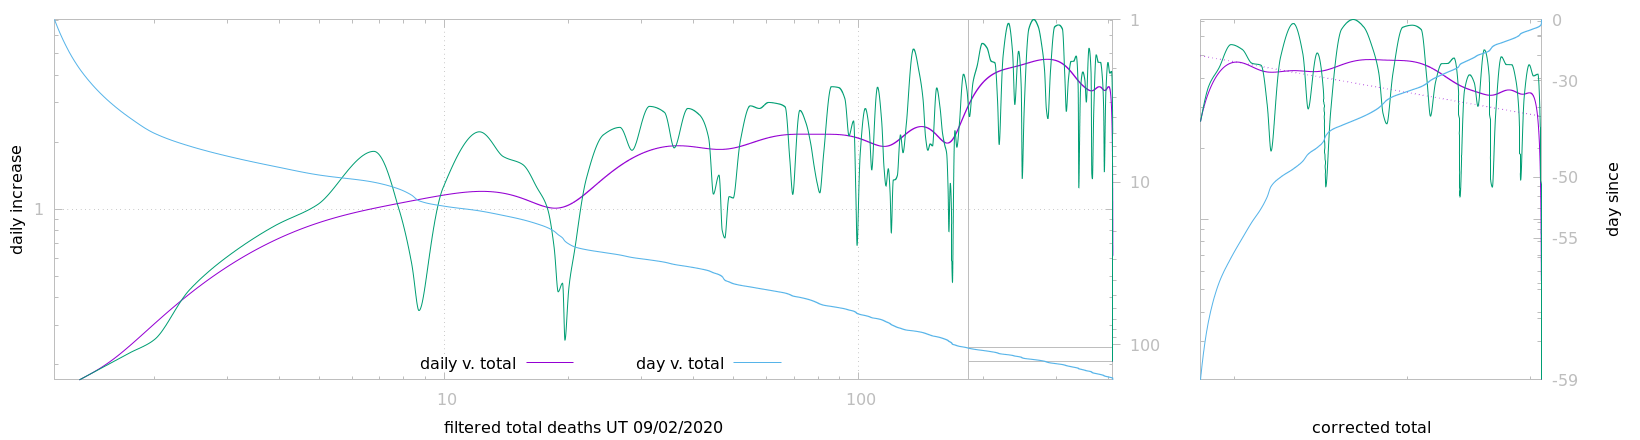 daily increase
1
10
100
1
10
100
daily v. total
day v. total
filtered total deaths UT 09/02/2020
0
-30
-50
-55
-59
day since
corrected total